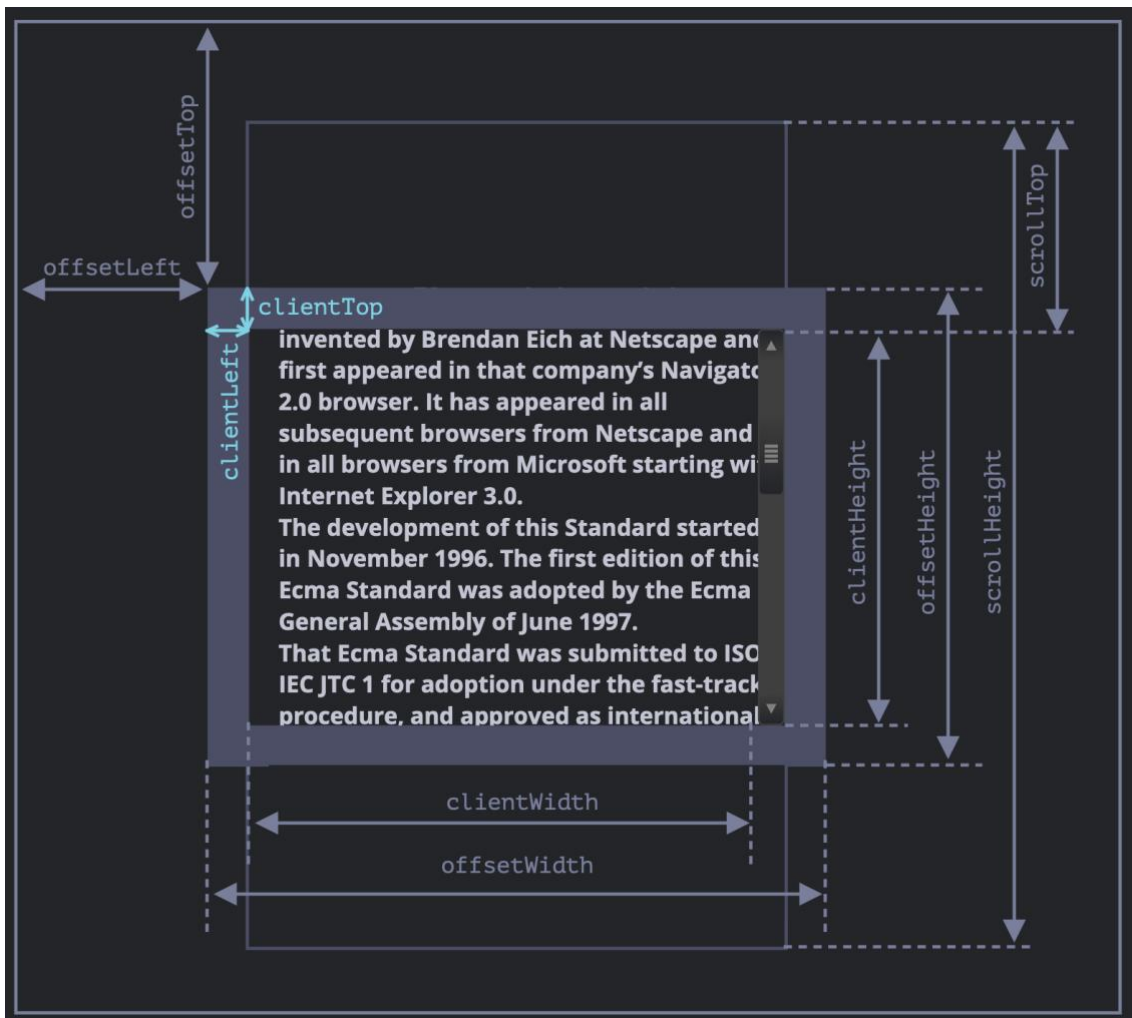 offsetTop
offsetLeft
scrollTop
clientTop
clientLeft
invented by Brendan Eich at Netscape and
first appeared in that company’s Navigato
2.0 browser. It has appeared in all
subsequent browsers from Netscape and
in all browsers from Microsoft starting wi
Internet Explorer 3.0.
The development of this Standard started
in November 1996. The first edition of this
Ecma Standard was adopted by the Ecma
General Assembly of June 1997.
That Ecma Standard was submitted to ISO
IEC JTC 1 for adoption under the fast-track
procedure, and approved as international
clientHeight
offsetHeight
scrollHeight
clientWidth
offsetWidth